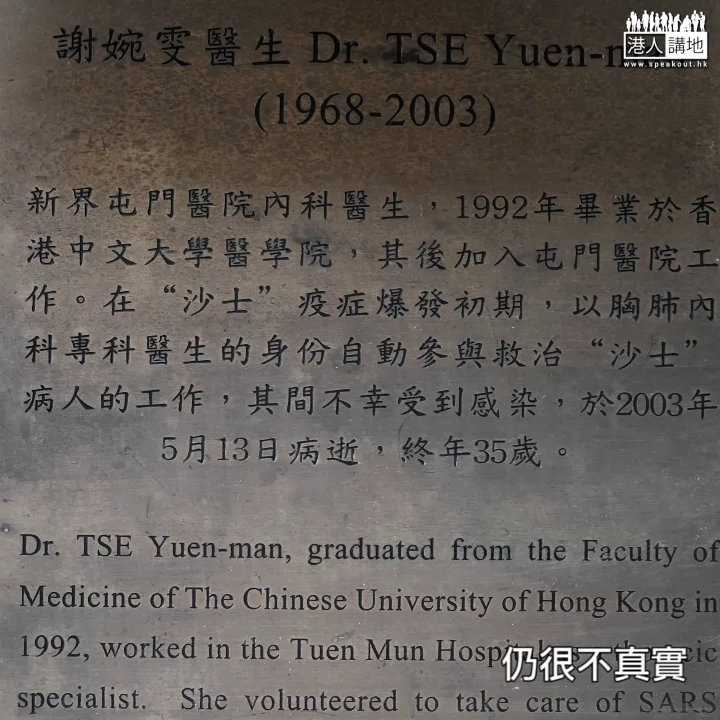 港人講地
www.speakout.hk
謝婉雯醫生 Dr. TSE Yuen-
(1968-2003)
新界屯門醫院內科醫生，1992年畢業於香
港中文大學醫學院，其後加入屯門醫院工
作。在“沙士”疫症爆發初期，以胸肺內
科專科醫生的身份自動參與救治“沙士”
病人的工作，其間不幸受到感染，於2003年
5月13日病逝，終年35歲。
Dr. TSE Yuen-man, graduated from the Faculty of
Medicine of The Chinese University of Hong Kong in
1992, worked in the Tuen Mun
仍很不真實
specialist. She volunteered to take care of SARS